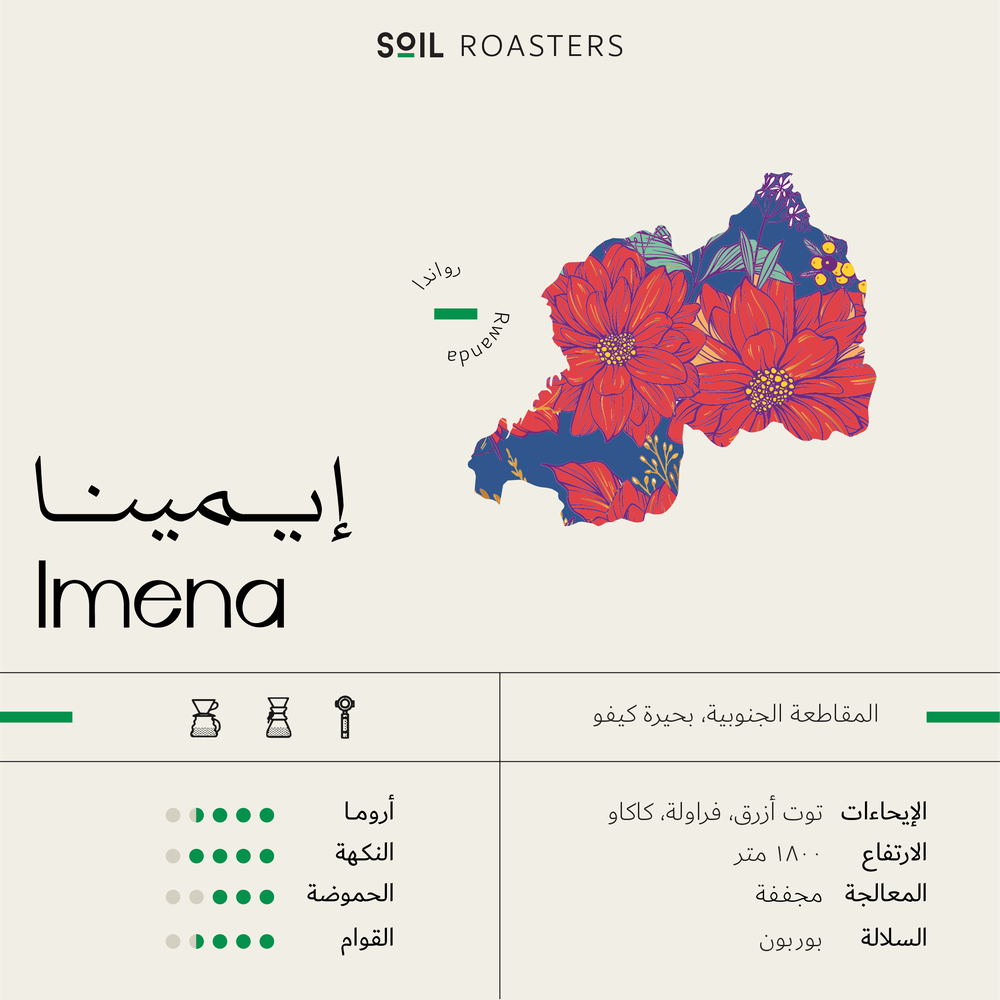 SOIL ROASTERS
رواندا
Rwanda
إيـمينـا
Imena
المقاطعة الجنوبية، بحيرة كيفو
الإيحاءات توت أزرق، فراولة، كاكاو
الارتفاع ١٨٠٠ متر
المعالجة مجففة
السلالة بوربون
أروما
النكهة
الحموضة
القوام